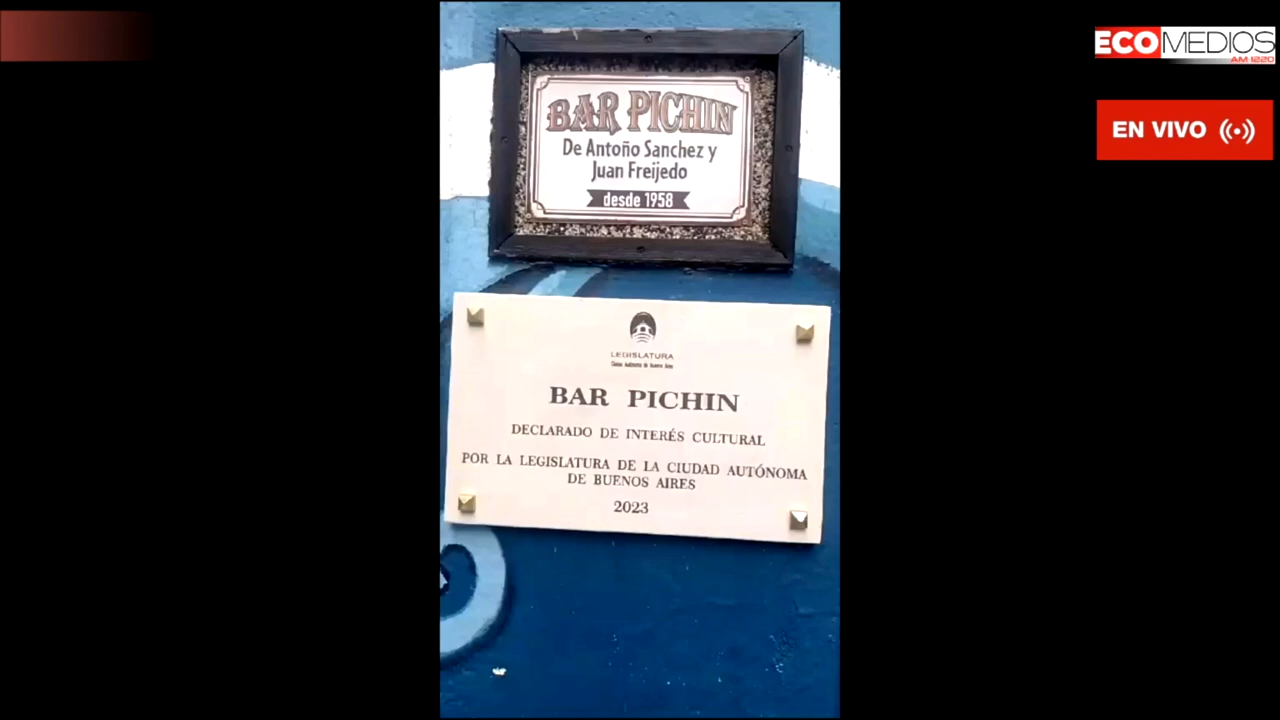 ECOMEDIOS
AM 1220
EN VIVO
BAR PICHIN
De Antoño Sanchez y
Juan Freijedo
desde 1958
LEGISLATURA
Ciudad Autónoma de Buenos Aires
BAR PICHIN
DECLARADO DE INTERÉS CULTURAL
POR LA LEGISLATURA DE LA CIUDAD AUTÓNOMA
DE BUENOS AIRES
2023